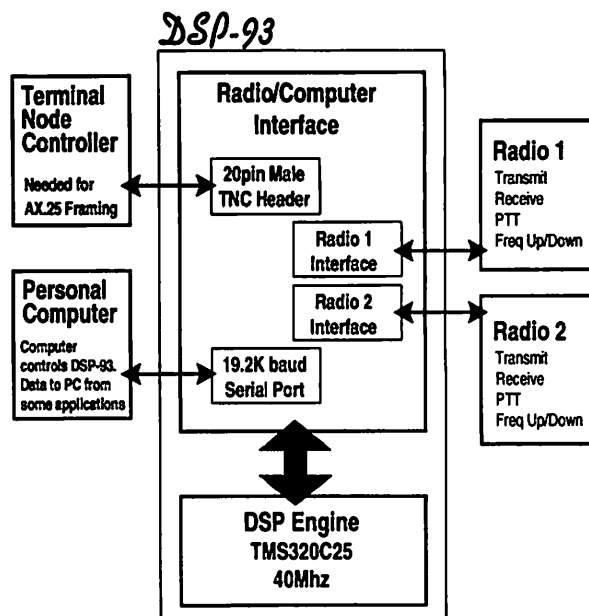 DSP-93
Terminal
Node
Controller
Needed for
AX.25 Framing
Radio/Computer
Interface
20pin Male
TNC Header
Radio 1
Interface
Radio 2
Interface
19.2K baud
Serial Port
Personal
Computer
Computer
controls DSP-93.
Data to PC from
some applications
Radio 1
Transmit
Receive
PTT
Freq Up/Down
Radio 2
Transmit
Receive
PTT
Freq Up/Down
DSP Engine
TMS320C25
40Mhz